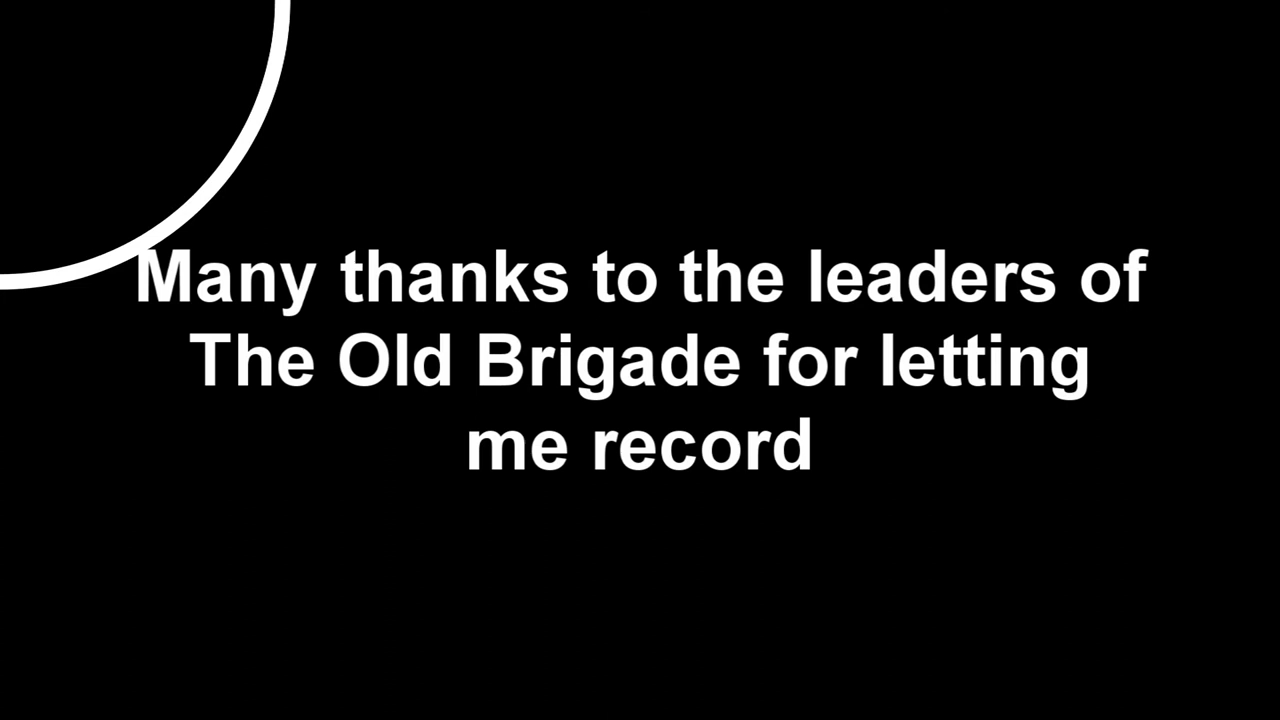 Many thanks to the leaders of
The Old Brigade for letting
me record